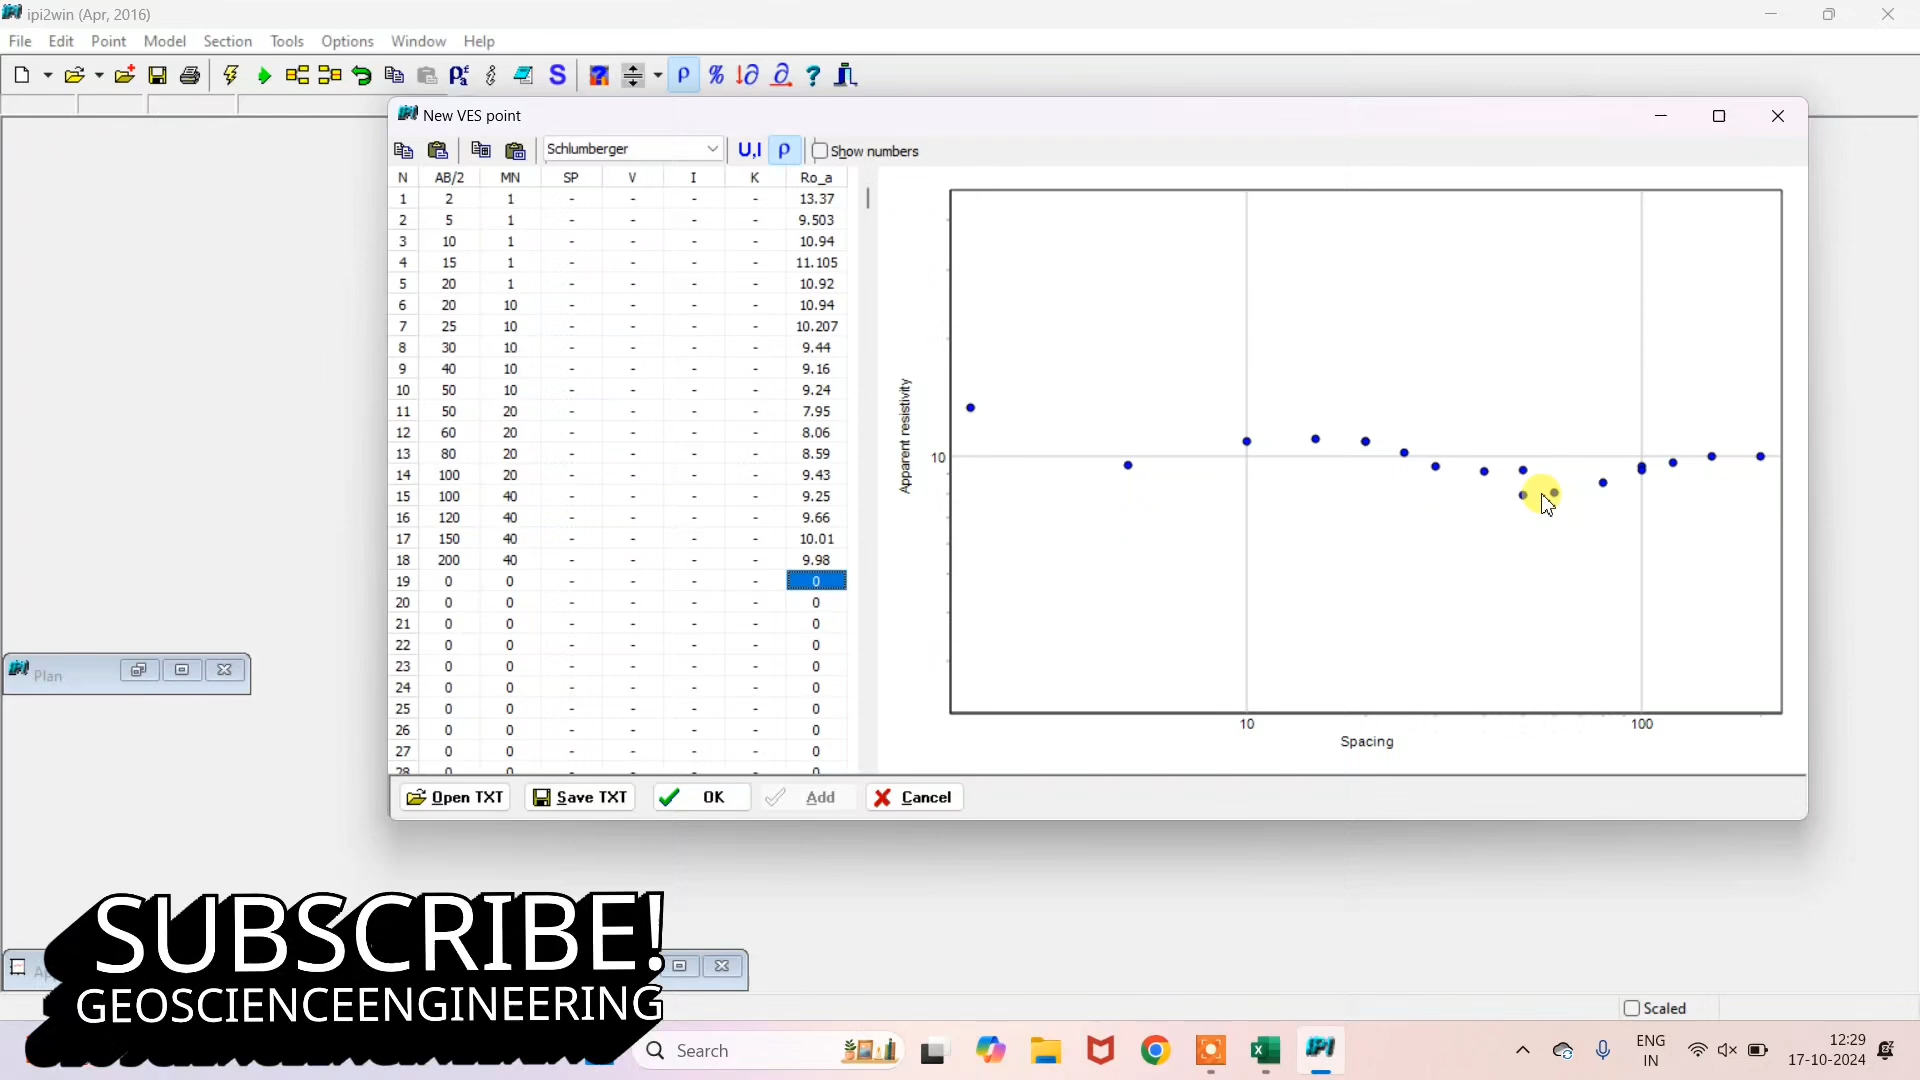 ipi2win (Apr, 2016)
File Edit Point Model Section Tools Options Window Help
New VES point
Schlumberger U,I ρ Show numbers
N AB/2 MN SP V I K Ro_a
1 2 1 - - - - 13.37
2 5 1 - - - - 9.503
3 10 1 - - - - 10.94
4 15 1 - - - - 11.105
5 20 1 - - - - 10.92
6 20 10 - - - - 10.94
7 25 10 - - - - 10.207
8 30 10 - - - - 9.44
9 40 10 - - - - 9.16
10 50 10 - - - - 9.24
11 50 20 - - - - 7.95
12 60 20 - - - - 8.06
13 80 20 - - - - 8.59
14 100 20 - - - - 9.43
15 100 40 - - - - 9.25
16 120 40 - - - - 9.66
17 150 40 - - - - 10.01
18 200 40 - - - - 9.98
19 0 0 - - - - 0
20 0 0 - - - - 0
21 0 0 - - - - 0
22 0 0 - - - - 0
23 0 0 - - - - 0
24 0 0 - - - - 0
25 0 0 - - - - 0
26 0 0 - - - - 0
27 0 0 - - - - 0
28 0 0 - - - - 0
Apparent resistivity
10
10 100
Spacing
Plan
Open TXT Save TXT OK Add Cancel
SUBSCRIBE!
GEOSCIENCEENGINEERING
Scaled
Search
ENG
IN
12:29
17-10-2024